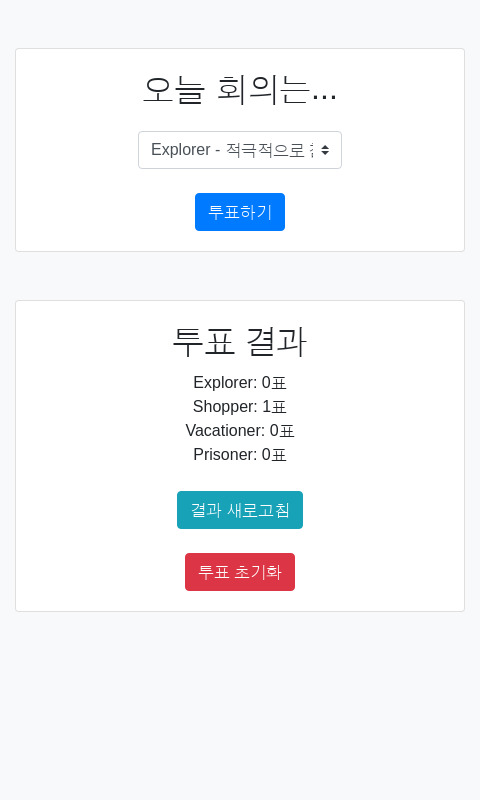 오늘 회의는...
Explorer - 적극적으로
투표하기
투표 결과
Explorer: 0표
Shopper: 1표
Vacationer: 0표
Prisoner: 0표
결과 새로고침
투표 초기화